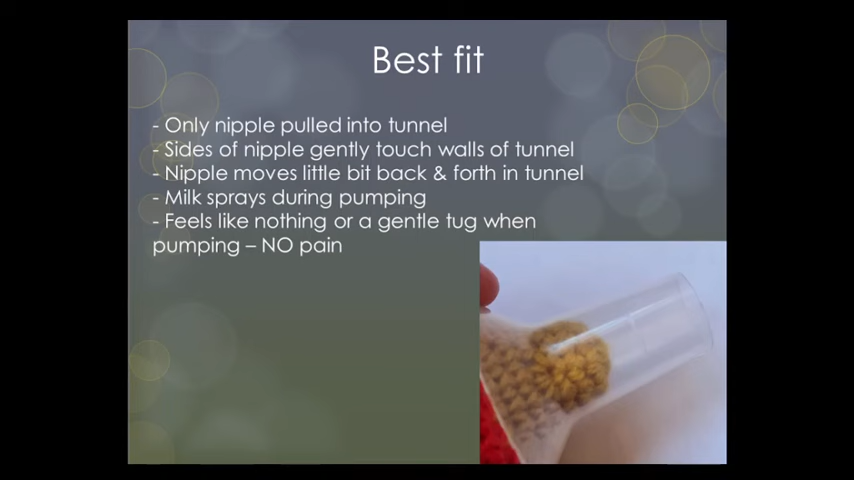 Best fit
- Only nipple pulled into tunnel
- Sides of nipple gently touch walls of tunnel
- Nipple moves little bit back & forth in tunnel
- Milk sprays during pumping
- Feels like nothing or a gentle tug when
pumping – NO pain